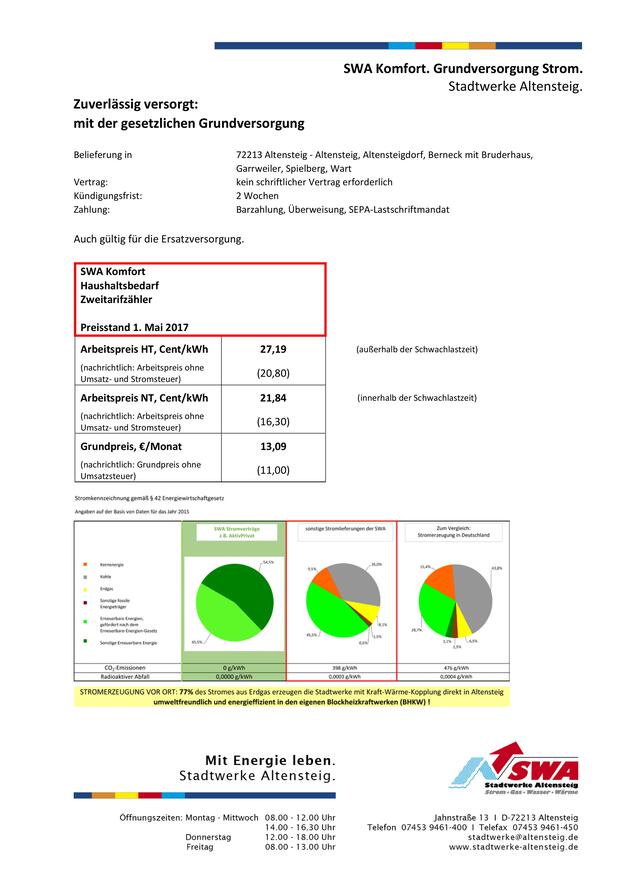 SWA Komfort. Grundversorgung Strom.
Stadtwerke Altensteig.
Zuverlässig versorgt:
mit der gesetzlichen Grundversorgung
Belieferung in 72213 Altensteig - Altensteig, Altensteigdorf, Berneck mit Bruderhaus,
Garrweiler, Spielberg, Wart
Vertrag: kein schriftlicher Vertrag erforderlich
Kündigungsfrist: 2 Wochen
Zahlung: Barzahlung, Überweisung, SEPA-Lastschriftmandat
Auch gültig für die Ersatzversorgung.
SWA Komfort
Haushaltsbedarf
Zweitarifzähler
Preisstand 1. Mai 2017
Arbeitspreis HT, Cent/kWh 27,19 (außerhalb der Schwachlastzeit)
(nachrichtlich: Arbeitspreis ohne
Umsatz- und Stromsteuer) (20,80)
Arbeitspreis NT, Cent/kWh 21,84 (innerhalb der Schwachlastzeit)
(nachrichtlich: Arbeitspreis ohne
Umsatz- und Stromsteuer) (16,30)
Grundpreis, €/Monat 13,09
(nachrichtlich: Grundpreis ohne
Umsatzsteuer) (11,00)
Stromkennzeichnung gemäß § 42 Energiewirtschaftsgesetz
Angaben auf der Basis von Daten für das Jahr 2015
SWA Stromverträge
z.B. AktivPrivat
sonstige Stromlieferungen der SWA
Zum Vergleich:
Stromerzeugung in Deutschland
Kernenergie
Kohle
Erdgas
Sonstige fossile
Energieträger
Erneuerbare Energien,
gefördert nach dem
Erneuerbare-Energien-Gesetz
Sonstige Erneuerbare Energie
54,5%
45,5%
9,5%
36,0%
8,1%
45,5%
15,4%
43,8%
28,7%
CO2-Emissionen 0 g/kWh 398 g/kWh 476 g/kWh
Radioaktiver Abfall 0,0000 g/kWh 0,0003 g/kWh 0,0004 g/kWh
STROMERZEUGUNG VOR ORT: 77% des Stromes aus Erdgas erzeugen die Stadtwerke mit Kraft-Wärme-Kopplung direkt in Altensteig
umweltfreundlich und energieeffizient in den eigenen Blockheizkraftwerken (BHKW) !
Mit Energie leben.
Stadtwerke Altensteig.
SWA
Stadtwerke Altensteig
Strom • Gas • Wasser • Wärme
Öffnungszeiten: Montag - Mittwoch 08.00 - 12.00 Uhr
14.00 - 16.30 Uhr
Donnerstag 12.00 - 18.00 Uhr
Freitag 08.00 - 13.00 Uhr
Jahnstraße 13 I D-72213 Altensteig
Telefon 07453 9461-400 I Telefax 07453 9461-450
stadtwerke@altensteig.de
www.stadtwerke-altensteig.de